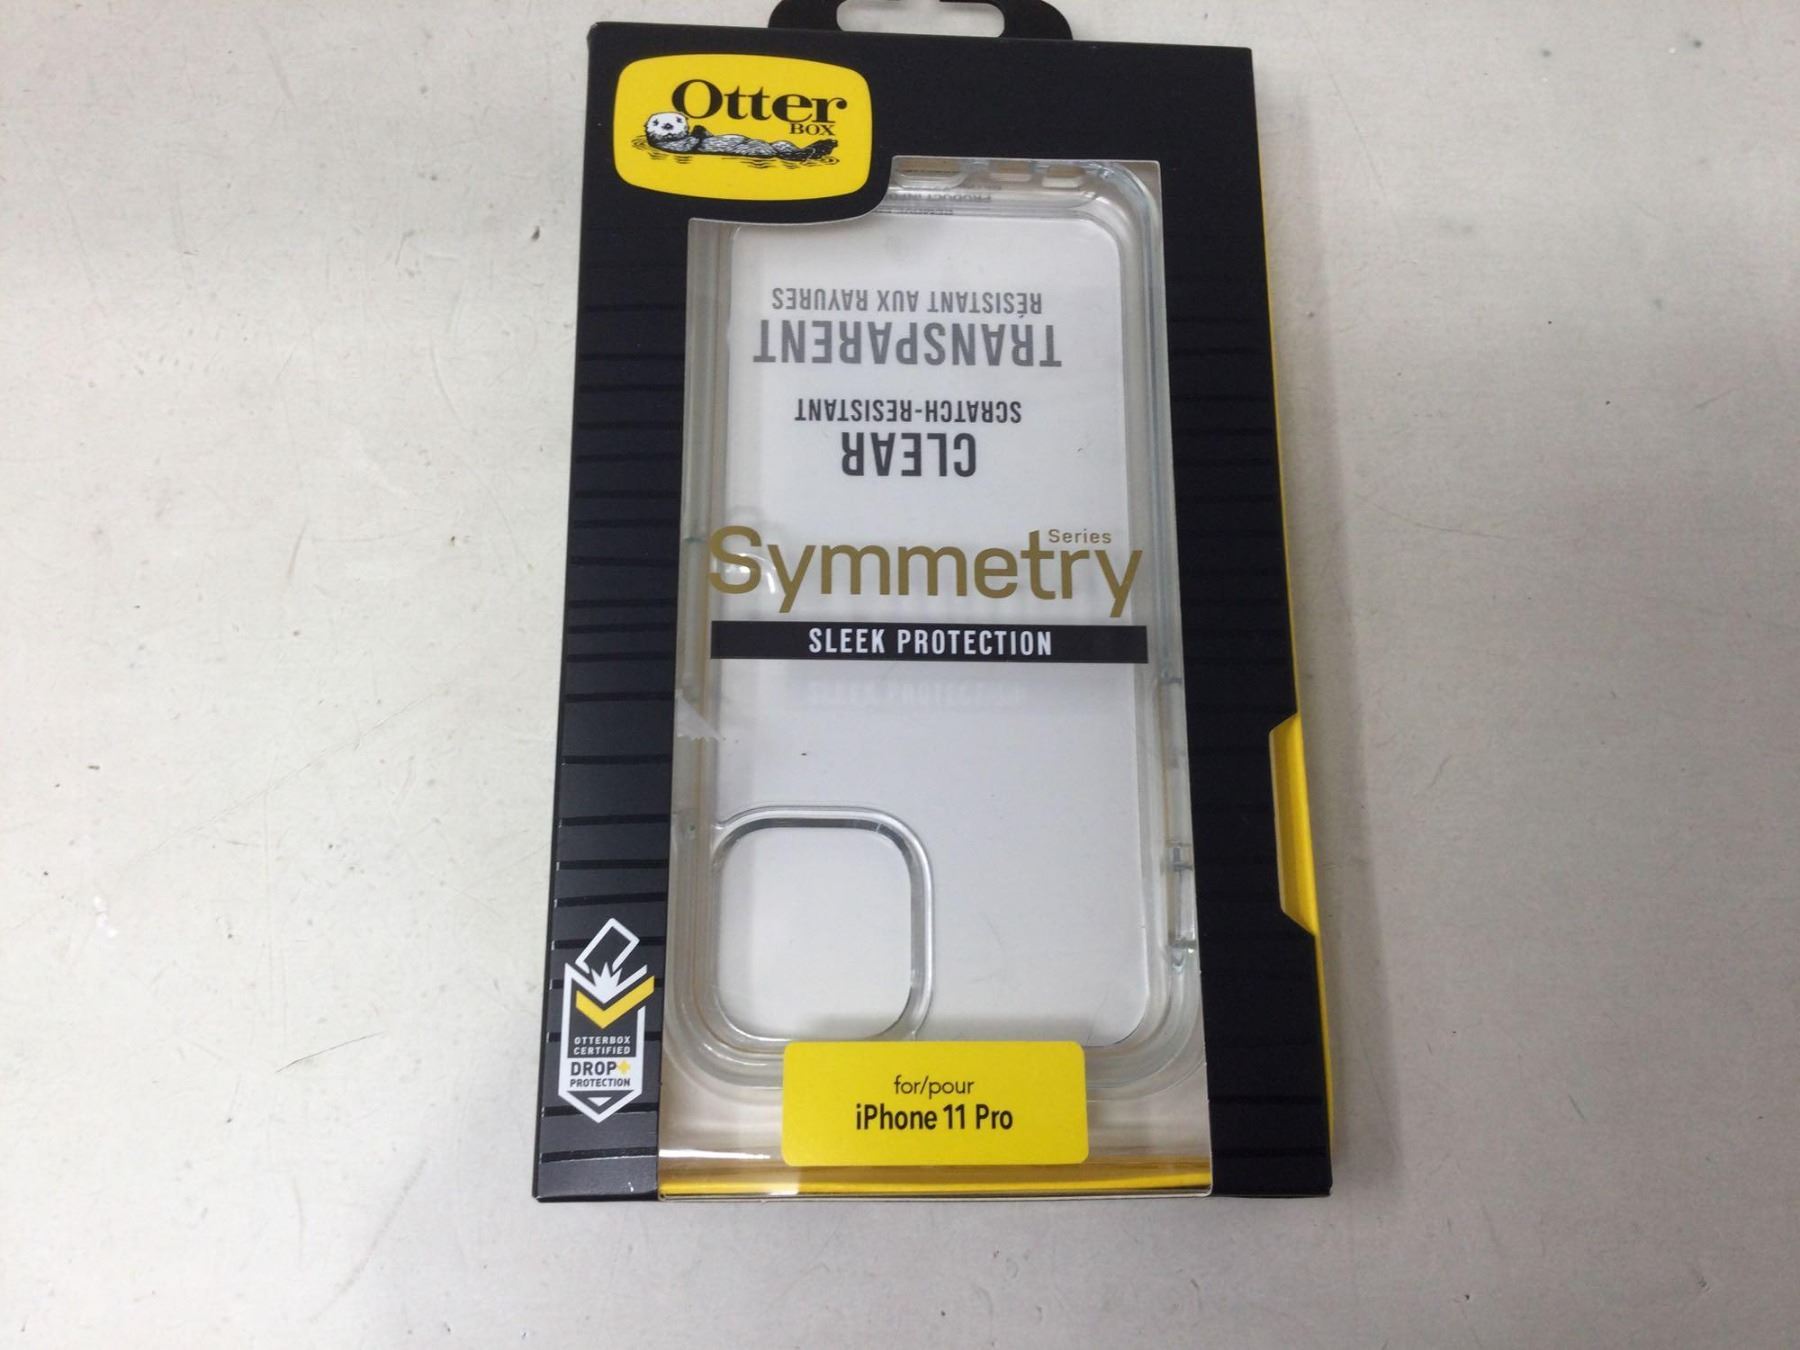 Otter
BOX
PRODUCT
RÉSISTANT AUX RAYURES
TRANSPARENT
SCRATCH-RESISTANT
CLEAR
Symmetry
Series
SLEEK PROTECTION
OTTERBOX
CERTIFIED
DROP+
PROTECTION
for/pour
iPhone 11 Pro